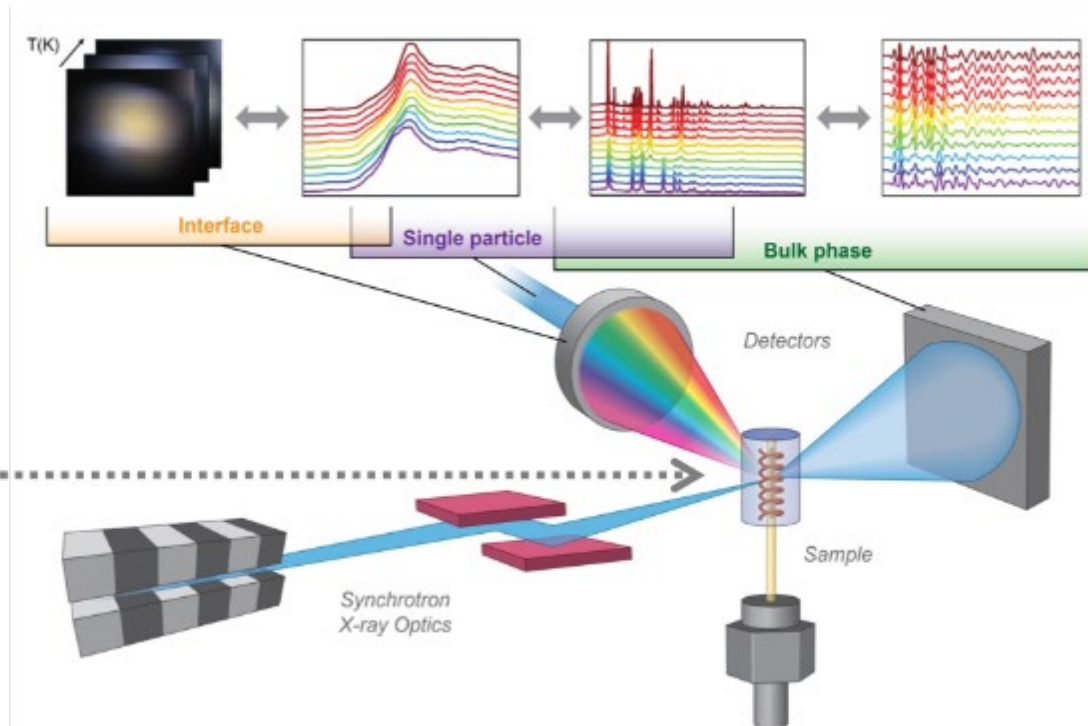 T(K)
Interface
Single particle
Bulk phase
Detectors
Sample
Synchrotron
X-ray Optics